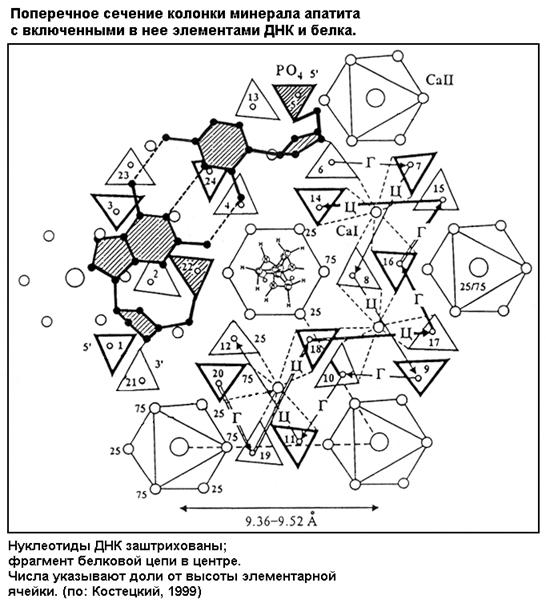 Поперечное сечение колонки минерала апатита
с включенными в нее элементами ДНК и белка.
PO4 5'
CaII
13
5
23
24
6
Г
7
3
4
14
Ц
15
25
CaI
2
22
75
8
16
25/75
Ц
Г
5'
1
3'
21
12
25
18
Ц
17
20
75
Ц
10
Г
9
25
Г
Ц
Г
75
75
11
25
19
75
25
9.36–9.52 Å
Нуклеотиды ДНК заштрихованы;
фрагмент белковой цепи в центре.
Числа указывают доли от высоты элементарной
ячейки. (по: Костецкий, 1999)